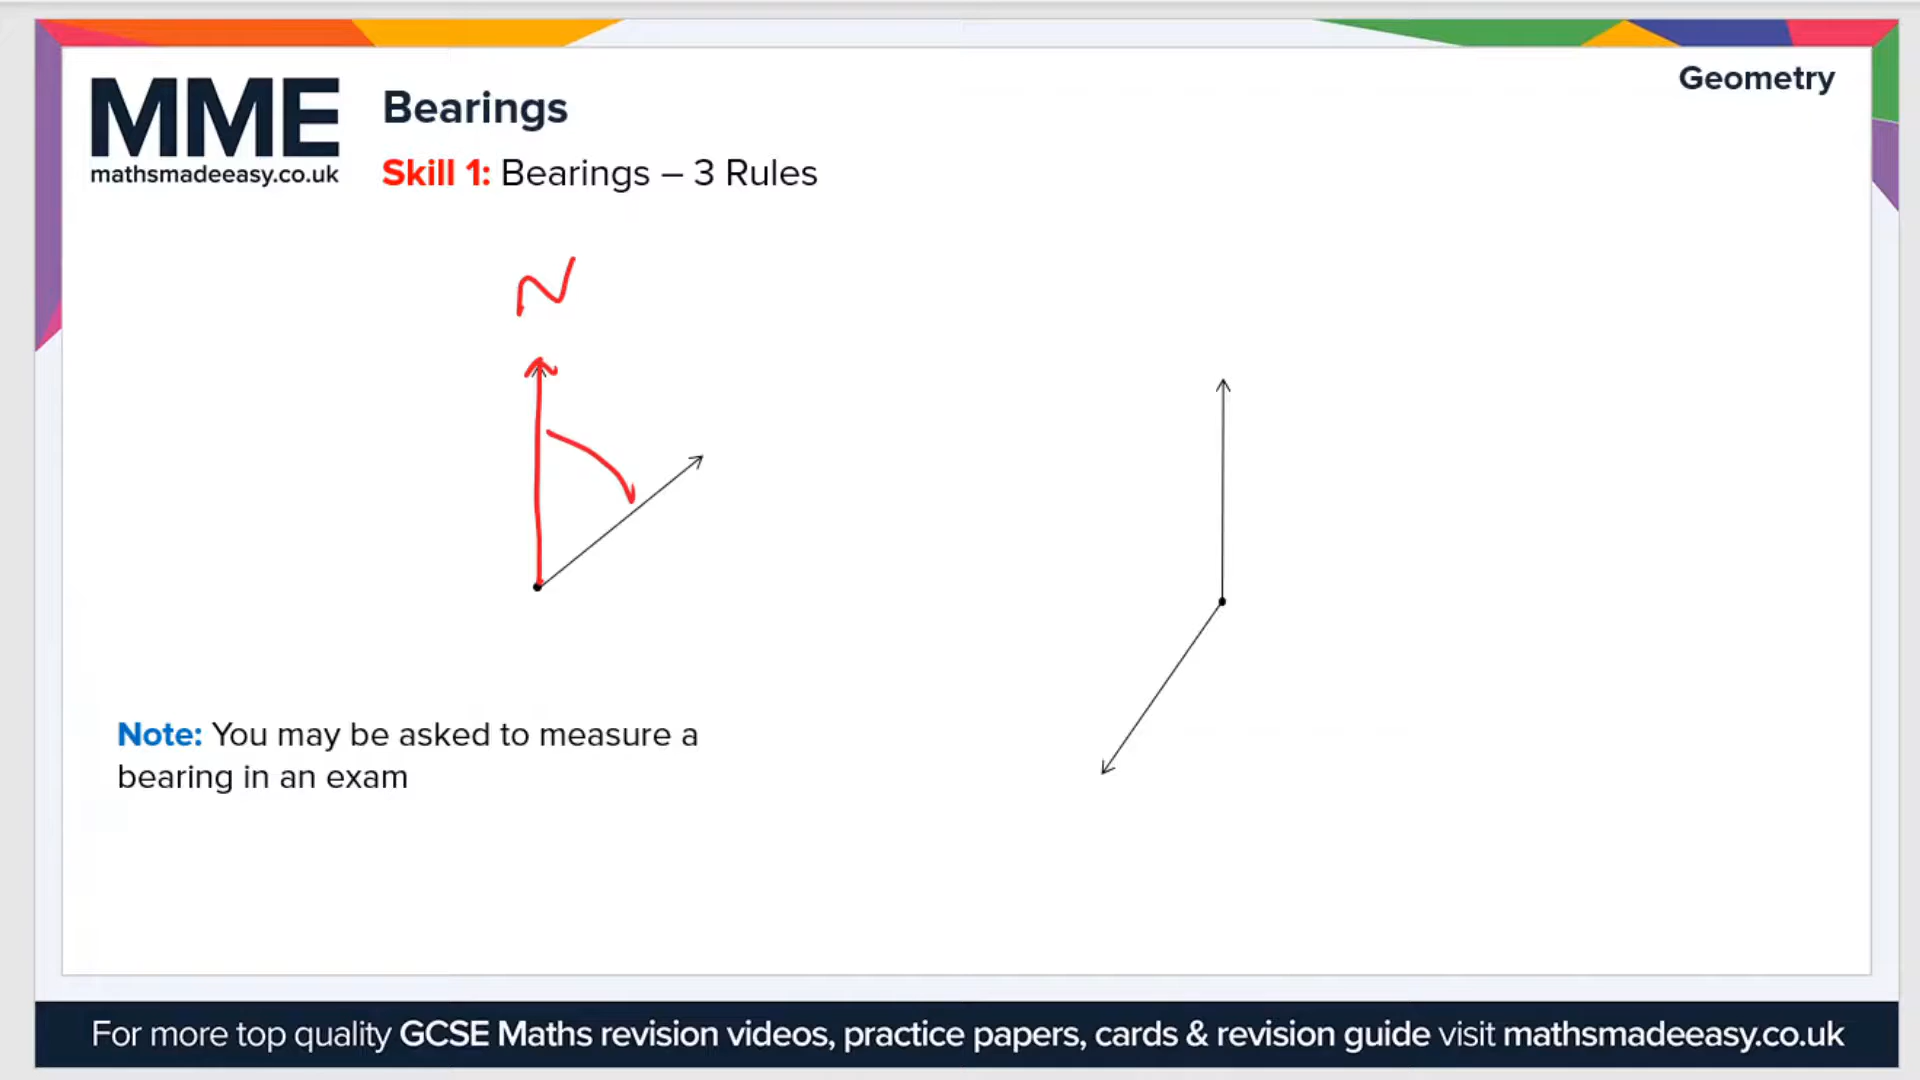 Geometry
MME
mathsmadeeasy.co.uk
Bearings
Skill 1: Bearings – 3 Rules
N
Note: You may be asked to measure a
bearing in an exam
For more top quality GCSE Maths revision videos, practice papers, cards & revision guide visit mathsmadeeasy.co.uk